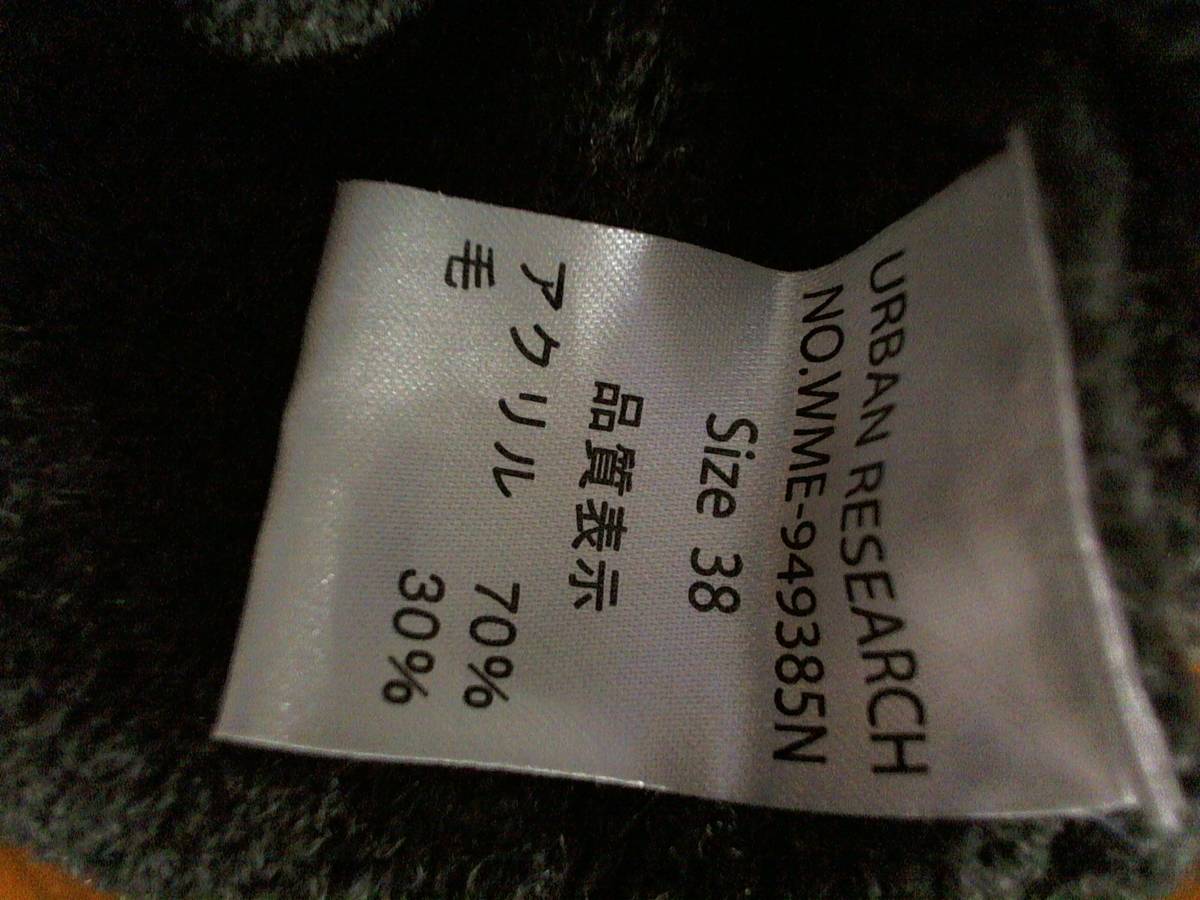 URBAN RESEARCH
NO.WME-949385N
Size 38
品質表示
アクリル 70%
毛 30%